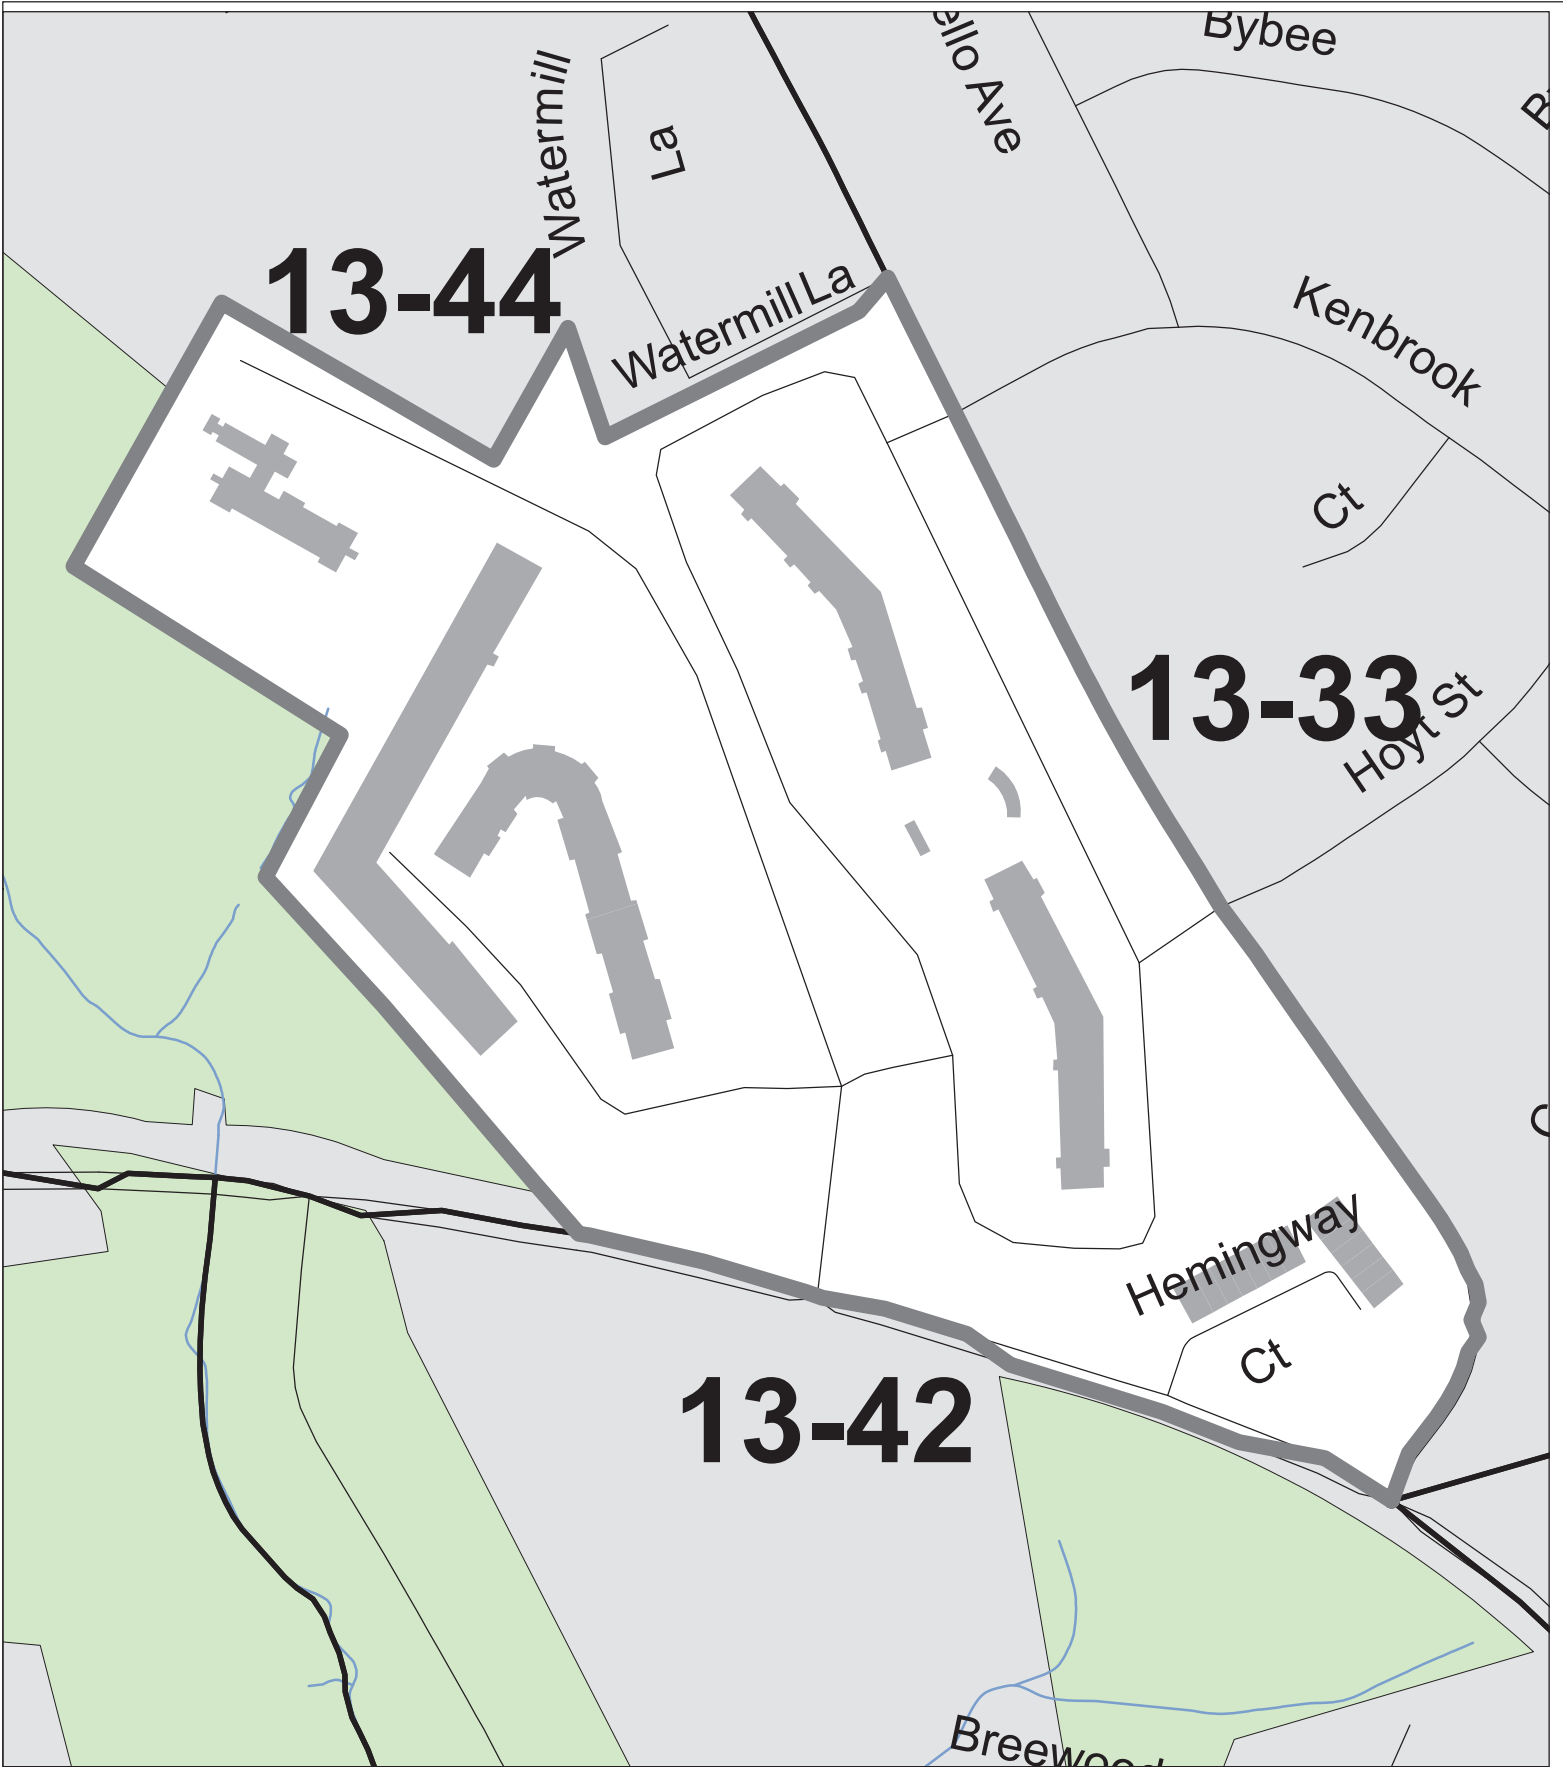 Bybee
ello Ave
Watermill
La
13-44
Watermill La
Kenbrook
Ct
13-33
Hoyt St
Hemingway
Ct
13-42